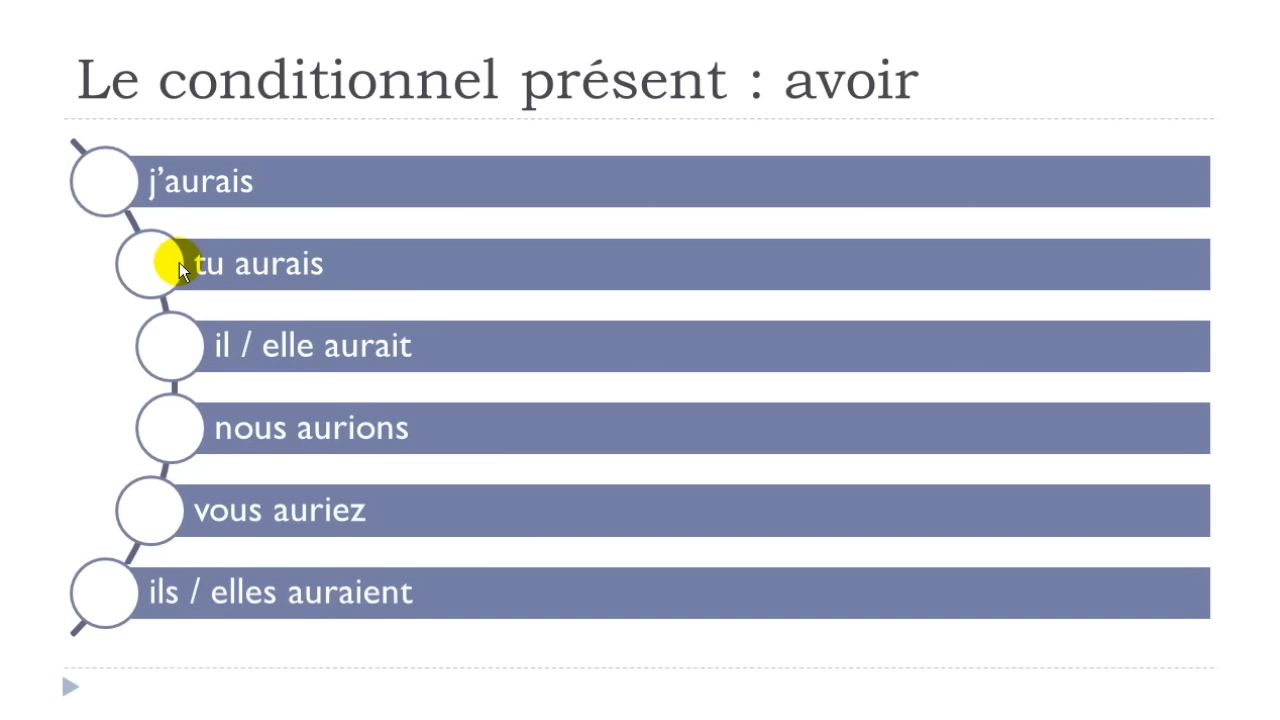 Le conditionnel présent : avoir
j’aurais
tu aurais
il / elle aurait
nous aurions
vous auriez
ils / elles auraient